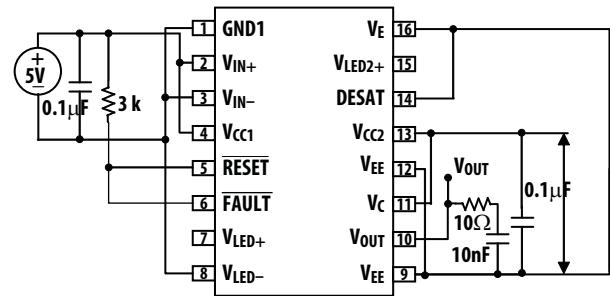 1 GND1
2 VIN+
3 VIN–
4 VCC1
5 RESET
6 FAULT
7 VLED+
8 VLED–
VE 16
VLED2+ 15
DESAT 14
VCC2 13
VEE 12
VC 11
VOUT 10
VEE 9
+
5V
–
0.1μF
3 k
VOUT
10Ω
10nF
0.1μF